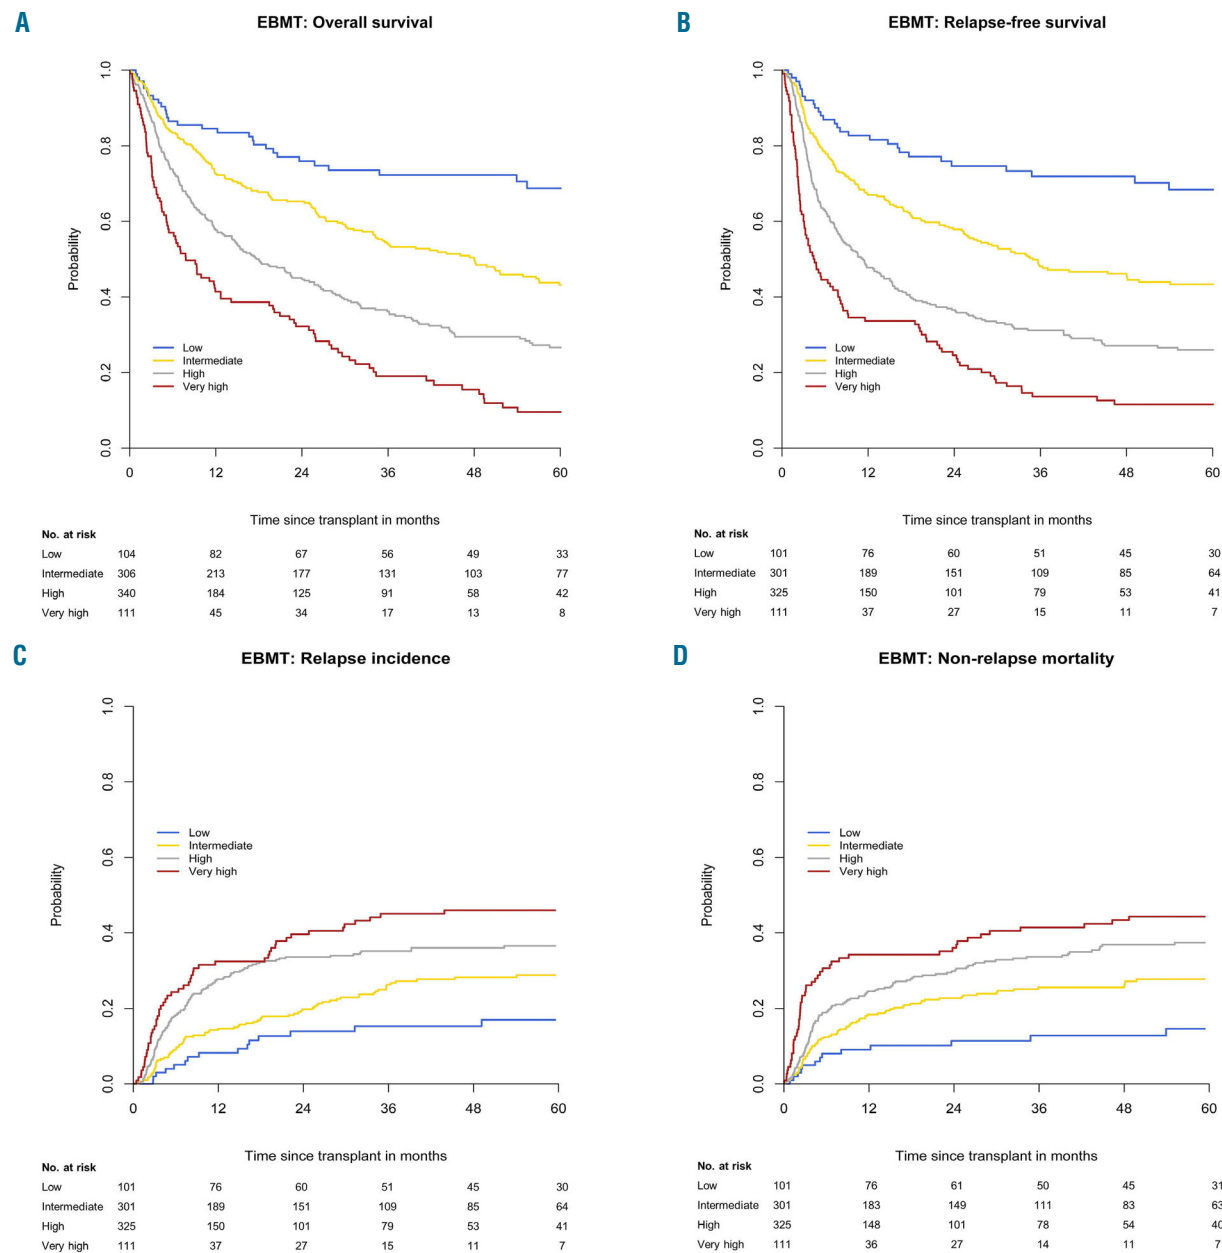 A
EBMT: Overall survival
1.0
0.8
0.6
0.4
0.2
0.0
Probability
Low
Intermediate
High
Very high
0 12 24 36 48 60
Time since transplant in months
No. at risk
Low 104 82 67 56 49 33
Intermediate 306 213 177 131 103 77
High 340 184 125 91 58 42
Very high 111 45 34 17 13 8
B
EBMT: Relapse-free survival
1.0
0.8
0.6
0.4
0.2
0.0
Probability
Low
Intermediate
High
Very high
0 12 24 36 48 60
Time since transplant in months
No. at risk
Low 101 76 60 51 45 30
Intermediate 301 189 151 109 85 64
High 325 150 101 79 53 41
Very high 111 37 27 15 11 7
C
EBMT: Relapse incidence
1.0
0.8
0.6
0.4
0.2
0.0
Probability
Low
Intermediate
High
Very high
0 12 24 36 48 60
Time since transplant in months
No. at risk
Low 101 76 60 51 45 30
Intermediate 301 189 151 109 85 64
High 325 150 101 79 53 41
Very high 111 37 27 15 11 7
D
EBMT: Non-relapse mortality
1.0
0.8
0.6
0.4
0.2
0.0
Probability
Low
Intermediate
High
Very high
0 12 24 36 48 60
Time since transplant in months
No. at risk
Low 101 76 61 50 45 31
Intermediate 301 183 149 111 83 63
High 325 148 101 78 54 40
Very high 111 36 27 14 11 7